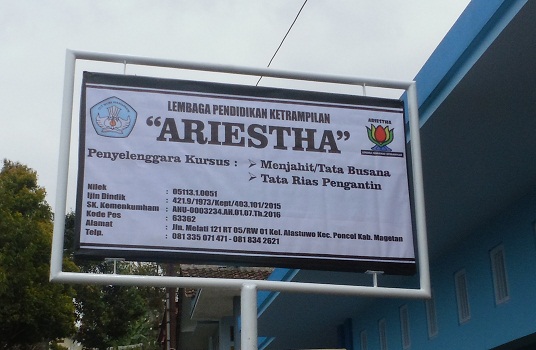 LEMBAGA PENDIDIKAN KETRAMPILAN
"ARIESTHA"
ARIESTHA
Penyelenggara Kursus : ➢ Menjahit/Tata Busana
➢ Tata Rias Pengantin
Nilek : 05113.1.0051
Ijin Dindik : 421.9/1973/Kept/403.101/2015
SK. Kemenkumham : ANU-0003234.AH.01.07.Th.2016
Kode Pos : 63362
Alamat : Jln. Melati 121 RT 05/RW 01 Kel. Alastuwo Kec. Poncol Kab. Magetan
Telp. : 081 335 071 471 - 081 834 2621